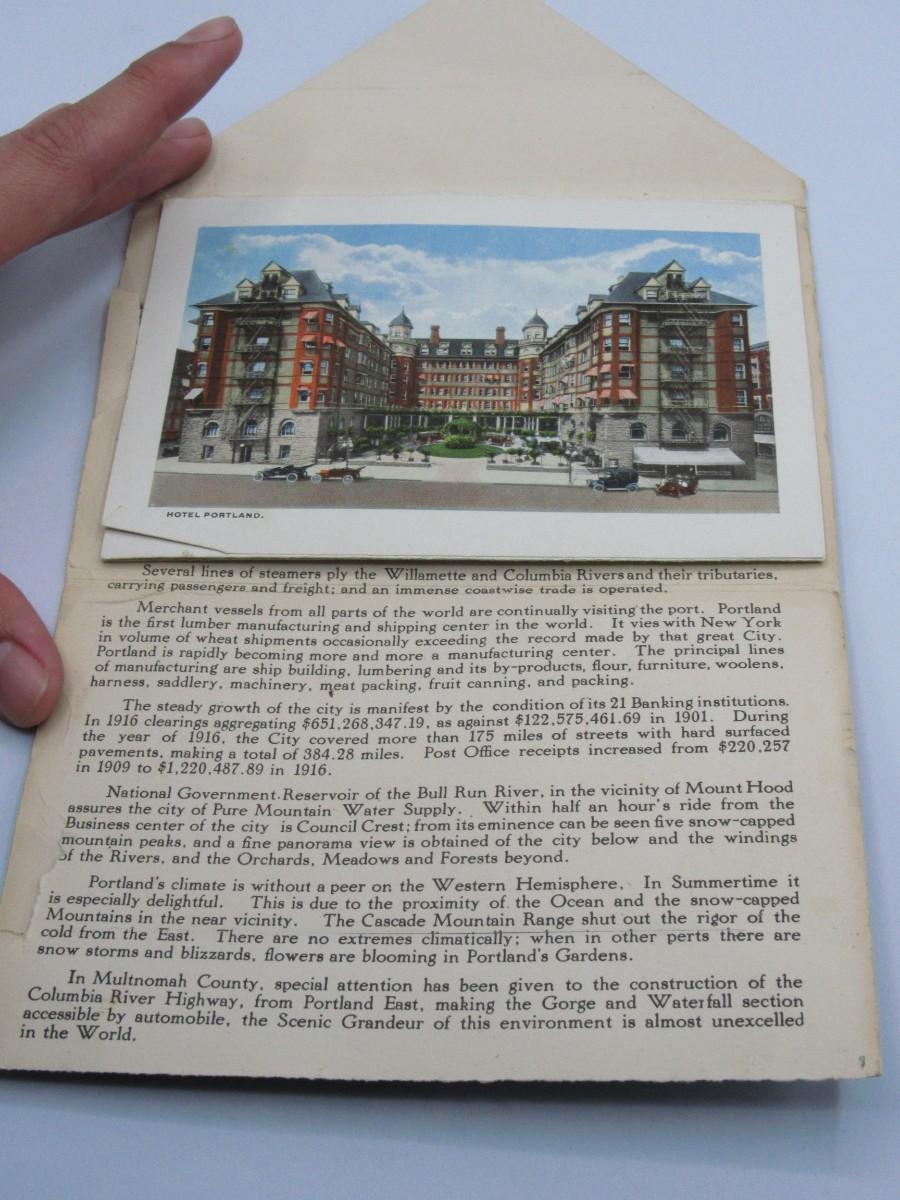 HOTEL PORTLAND.
Several lines of steamers ply the Willamette and Columbia Rivers and their tributaries,
carrying passengers and freight; and an immense coastwise trade is operated.
Merchant vessels from all parts of the world are continually visiting the port. Portland
is the first lumber manufacturing and shipping center in the world. It vies with New York
in volume of wheat shipments occasionally exceeding the record made by that great City.
Portland is rapidly becoming more and more a manufacturing center. The principal lines
of manufacturing are ship building, lumbering and its by-products, flour, furniture, woolens,
harness, saddlery, machinery, meat packing, fruit canning, and packing.
The steady growth of the city is manifest by the condition of its 21 Banking institutions.
In 1916 clearings aggregating $651,268,347.19, as against $122,575,461.69 in 1901. During
the year of 1916, the City covered more than 175 miles of streets with hard surfaced
pavements, making a total of 384.28 miles. Post Office receipts increased from $220,257
in 1909 to $1,220,487.89 in 1916.
National Government Reservoir of the Bull Run River, in the vicinity of Mount Hood
assures the city of Pure Mountain Water Supply. Within half an hour's ride from the
Business center of the city is Council Crest; from its eminence can be seen five snow-capped
mountain peaks, and a fine panorama view is obtained of the city below and the windings
of the Rivers, and the Orchards, Meadows and Forests beyond.
Portland's climate is without a peer on the Western Hemisphere. In Summertime it
is especially delightful. This is due to the proximity of the Ocean and the snow-capped
Mountains in the near vicinity. The Cascade Mountain Range shut out the rigor of the
cold from the East. There are no extremes climatically; when in other perts there are
snow storms and blizzards, flowers are blooming in Portland's Gardens.
In Multnomah County, special attention has been given to the construction of the
Columbia River Highway, from Portland East, making the Gorge and Waterfall section
accessible by automobile, the Scenic Grandeur of this environment is almost unexcelled
in the World.